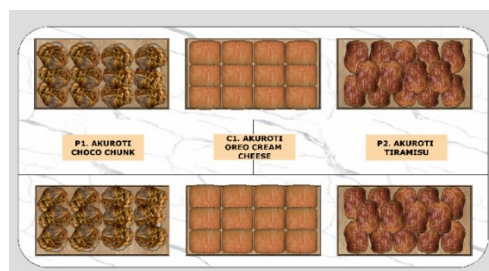 P1. AKUROTI
CHOCO CHUNK
C1. AKUROTI
OREO CREAM
CHEESE
P2. AKUROTI
TIRAMISU